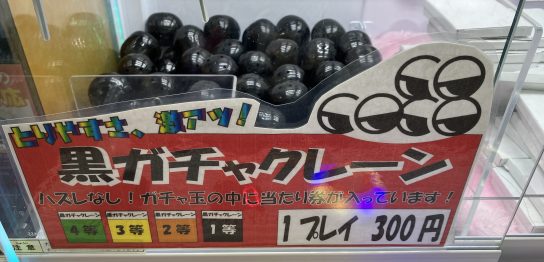 とりやすさ、激アツ!
黒ガチャクレーン
ハズレなし!ガチャ玉の中に当たり券が入っています!
黒ガチャクレーン 黒ガチャクレーン 黒ガチャクレーン 黒ガチャクレーン
4等 3等 2等 1等
1プレイ 300円
注意